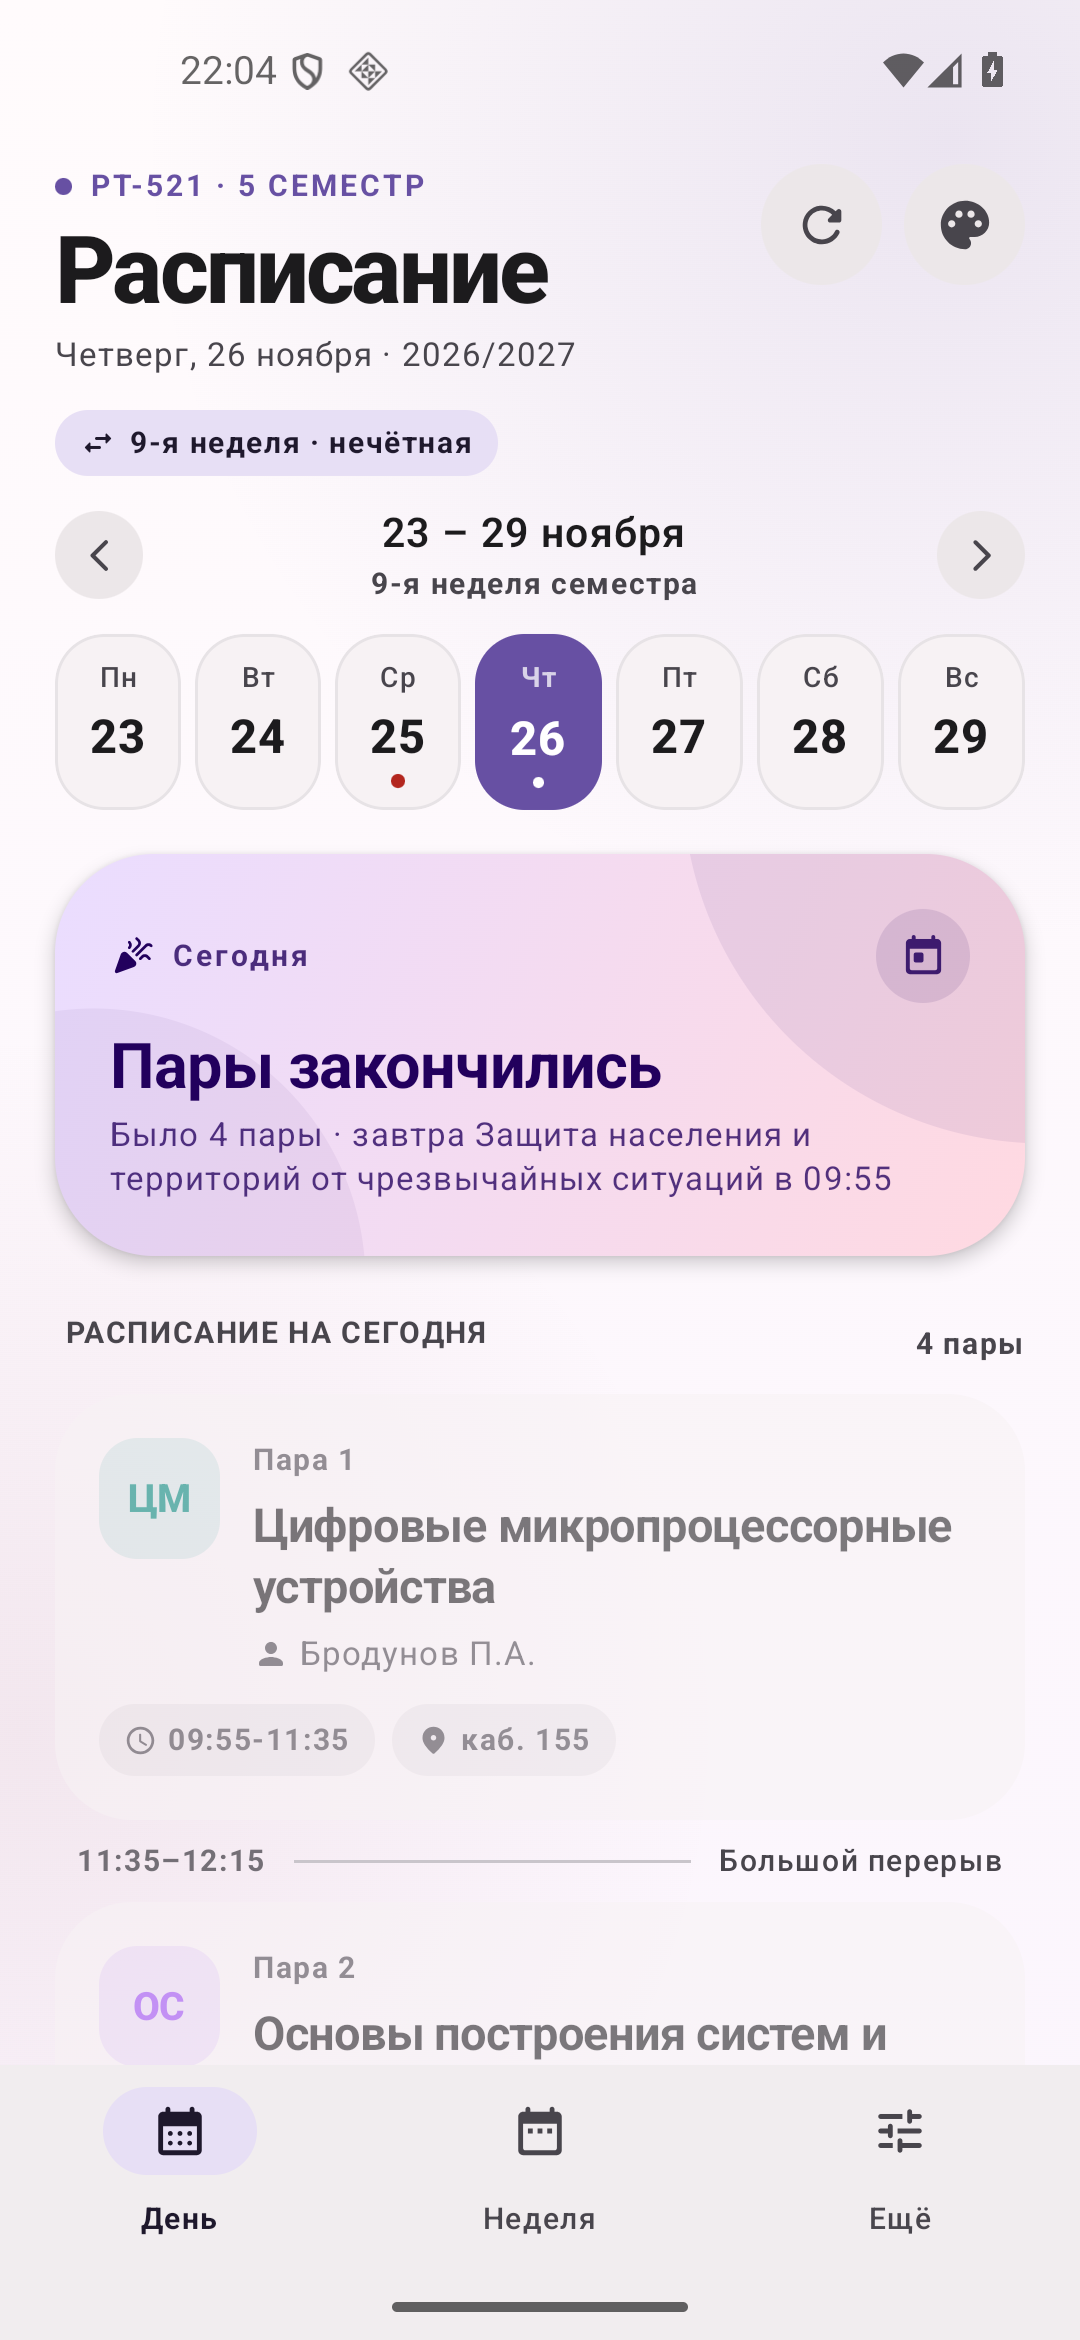 22:04
РТ-521 · 5 СЕМЕСТР
Расписание
Четверг, 26 ноября · 2026/2027
9-я неделя · нечётная
23 – 29 ноября
9-я неделя семестра
Пн Вт Ср Чт Пт Сб Вс
23 24 25 26 27 28 29
Сегодня
Пары закончились
Было 4 пары · завтра Защита населения и
территорий от чрезвычайных ситуаций в 09:55
РАСПИСАНИЕ НА СЕГОДНЯ
4 пары
ЦМ
Пара 1
Цифровые микропроцессорные
устройства
Бродунов П.А.
09:55-11:35
каб. 155
11:35–12:15
Большой перерыв
ОС
Пара 2
Основы построения систем и
День
Неделя
Ещё